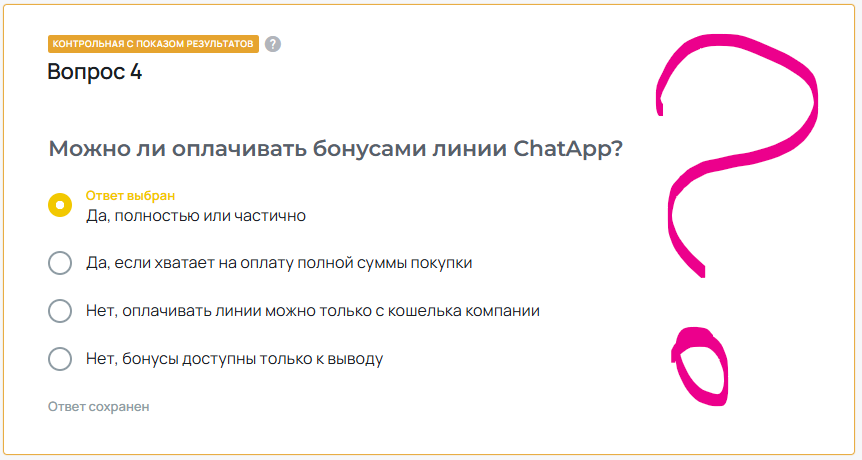 КОНТРОЛЬНАЯ С ПОКАЗОМ РЕЗУЛЬТАТОВ ?
Вопрос 4
Можно ли оплачивать бонусами линии ChatApp?
Ответ выбран
Да, полностью или частично
Да, если хватает на оплату полной суммы покупки
Нет, оплачивать линии можно только с кошелька компании
Нет, бонусы доступны только к выводу
Ответ сохранен
?